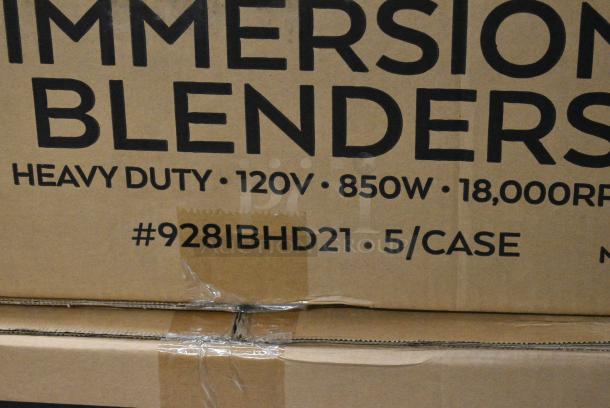 IMMERSION
BLENDERS
HEAVY DUTY • 120V • 850W • 18,000RP
#928IBHD21 • 5/CASE